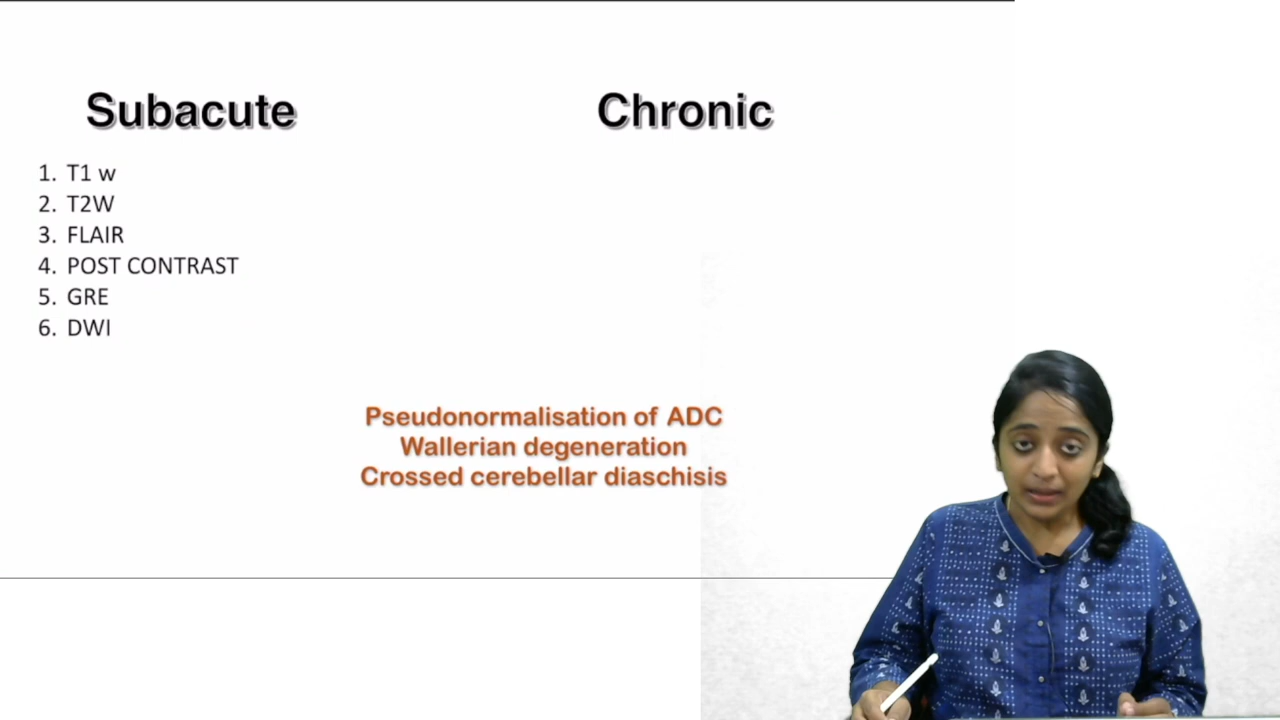 Subacute
Chronic
1. T1 w
2. T2W
3. FLAIR
4. POST CONTRAST
5. GRE
6. DWI
Pseudonormalisation of ADC
Wallerian degeneration
Crossed cerebellar diaschisis